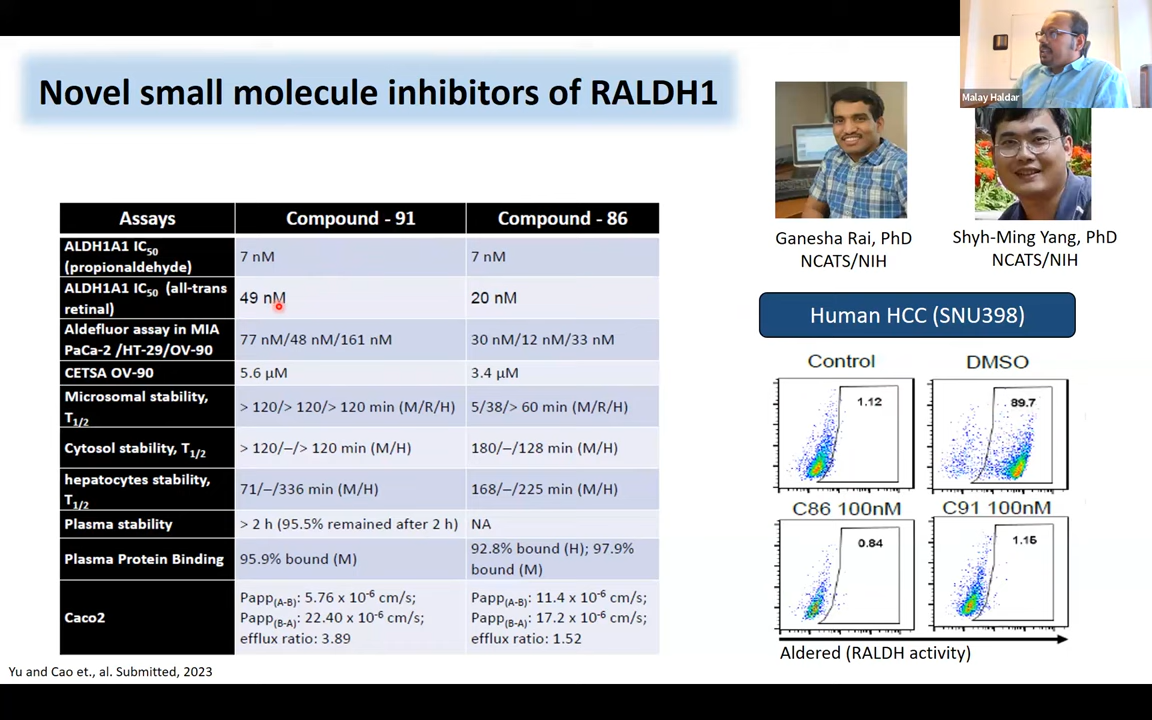 Novel small molecule inhibitors of RALDH1
Malay Haldar
Ganesha Rai, PhD
NCATS/NIH
Shyh-Ming Yang, PhD
NCATS/NIH
Assays Compound - 91 Compound - 86
ALDH1A1 IC50 (propionaldehyde) 7 nM 7 nM
ALDH1A1 IC50 (all-trans retinal) 49 nM 20 nM
Aldefluor assay in MIA PaCa-2 /HT-29/OV-90 77 nM/48 nM/161 nM 30 nM/12 nM/33 nM
CETSA OV-90 5.6 µM 3.4 µM
Microsomal stability, T1/2 > 120/> 120/> 120 min (M/R/H) 5/38/> 60 min (M/R/H)
Cytosol stability, T1/2 > 120/–/> 120 min (M/H) 180/–/128 min (M/H)
hepatocytes stability, T1/2 71/–/336 min (M/H) 168/–/225 min (M/H)
Plasma stability > 2 h (95.5% remained after 2 h) NA
Plasma Protein Binding 95.9% bound (M) 92.8% bound (H); 97.9% bound (M)
Caco2 Papp(A-B): 5.76 x 10-6 cm/s; Papp(B-A): 22.40 x 10-6 cm/s; efflux ratio: 3.89 Papp(A-B): 11.4 x 10-6 cm/s; Papp(B-A): 17.2 x 10-6 cm/s; efflux ratio: 1.52
Human HCC (SNU398)
Control DMSO
1.12 89.7
C86 100nM C91 100nM
0.84 1.15
Aldered (RALDH activity)
Yu and Cao et., al. Submitted, 2023